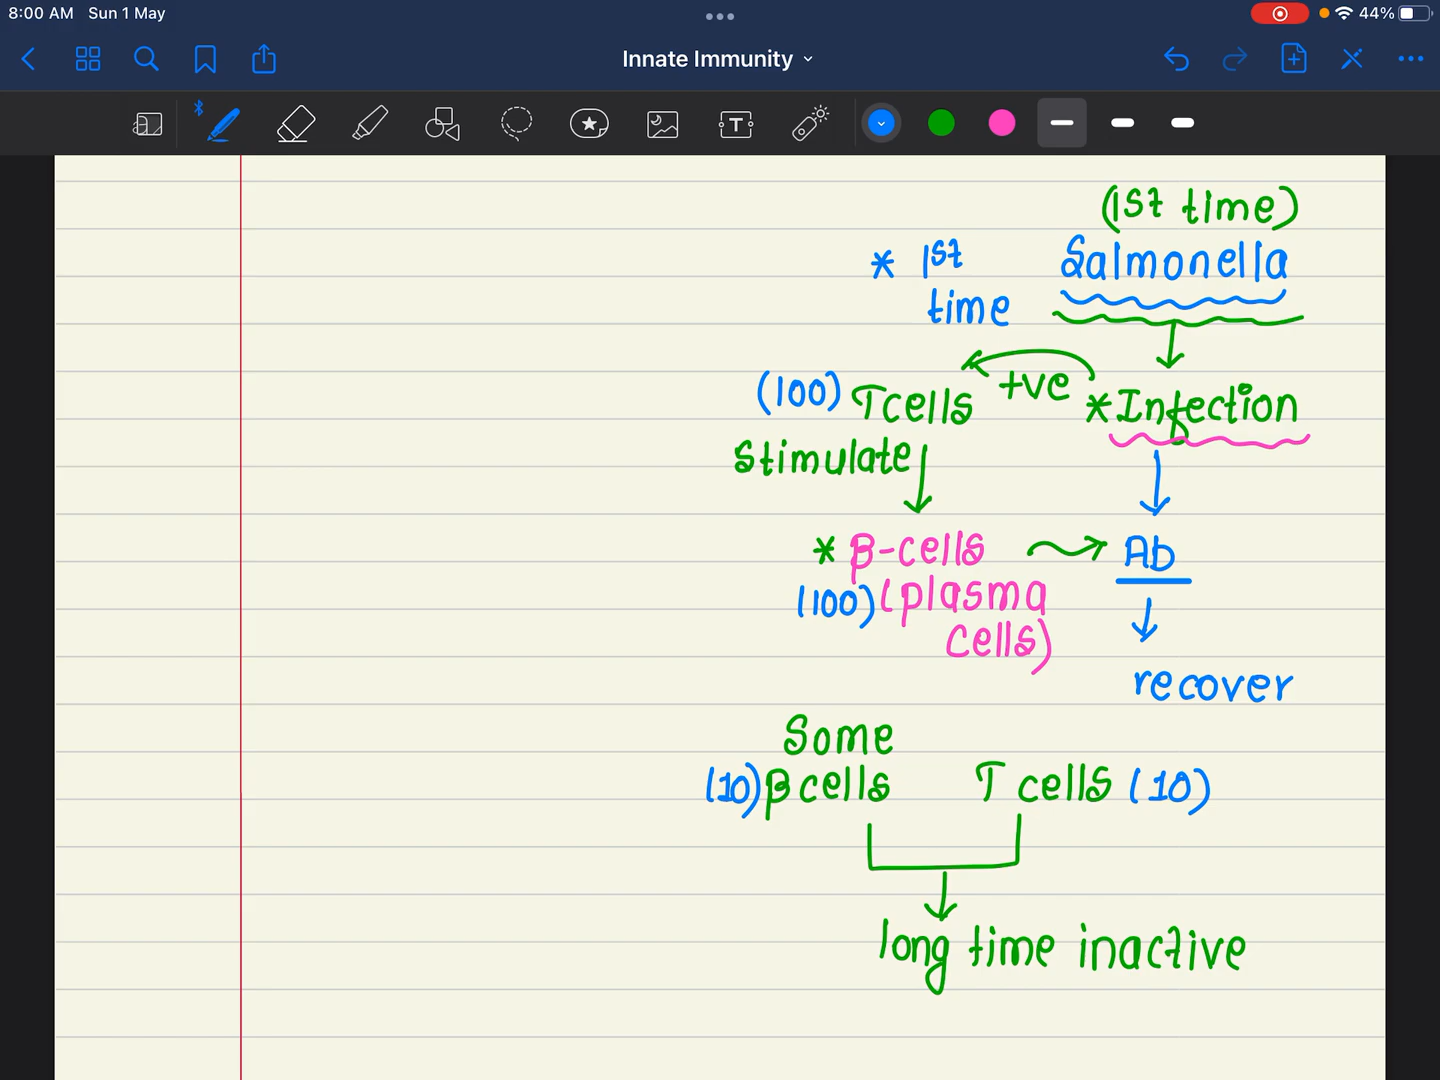 8:00 AM Sun 1 May
44%
Innate Immunity
(1st time)
* 1st Salmonella
time
(100) T cells +ve *Infection
Stimulate
* B-cells Ab
(100) (plasma
cells)
recover
Some
(10) B cells T cells (10)
long time inactive